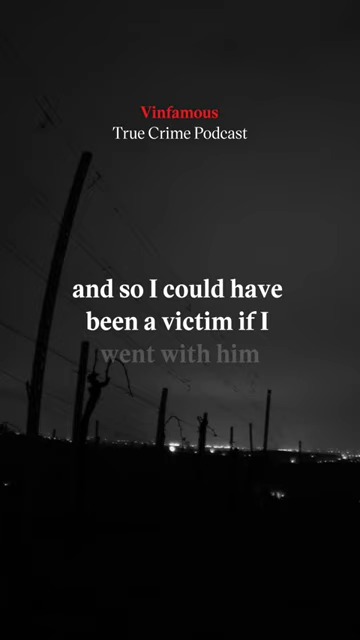 Vinfamous
True Crime Podcast
and so I could have
been a victim if I
went with him